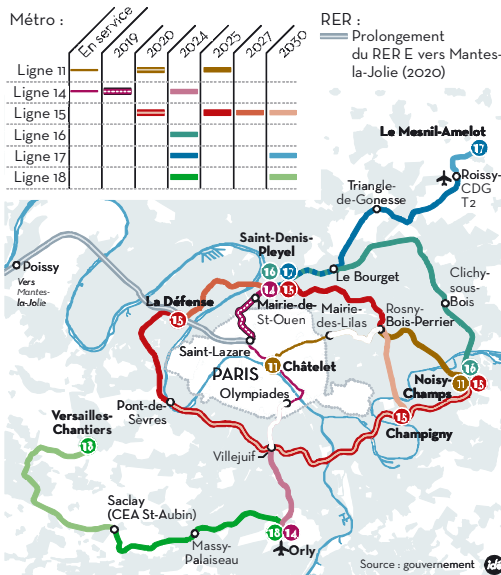 Métro :
En service
2019
2020
2024
2025
2027
2030
Ligne 11
Ligne 14
Ligne 15
Ligne 16
Ligne 17
Ligne 18
RER :
Prolongement
du RER E vers Mantes-
la-Jolie (2020)
Le Mesnil-Amelot
17
Roissy-
CDG
T2
Triangle-
de-Gonesse
Saint-Denis-
Pleyel
16
17
14
15
Le Bourget
Clichy-
sous-
Bois
Poissy
Vers
Mantes-
la-Jolie
La Défense
15
Mairie-de-
St-Ouen
Mairie-
des-Lilas
Rosny-
Bois-Perrier
Saint-Lazare
PARIS
11
Châtelet
Olympiades
16
Noisy-
Champs
11
15
15
Champigny
Pont-de-
Sèvres
Versailles-
Chantiers
18
Villejuif
Saclay
(CEA St-Aubin)
Massy-
Palaiseau
18
14
Orly
Source : gouvernement
idé